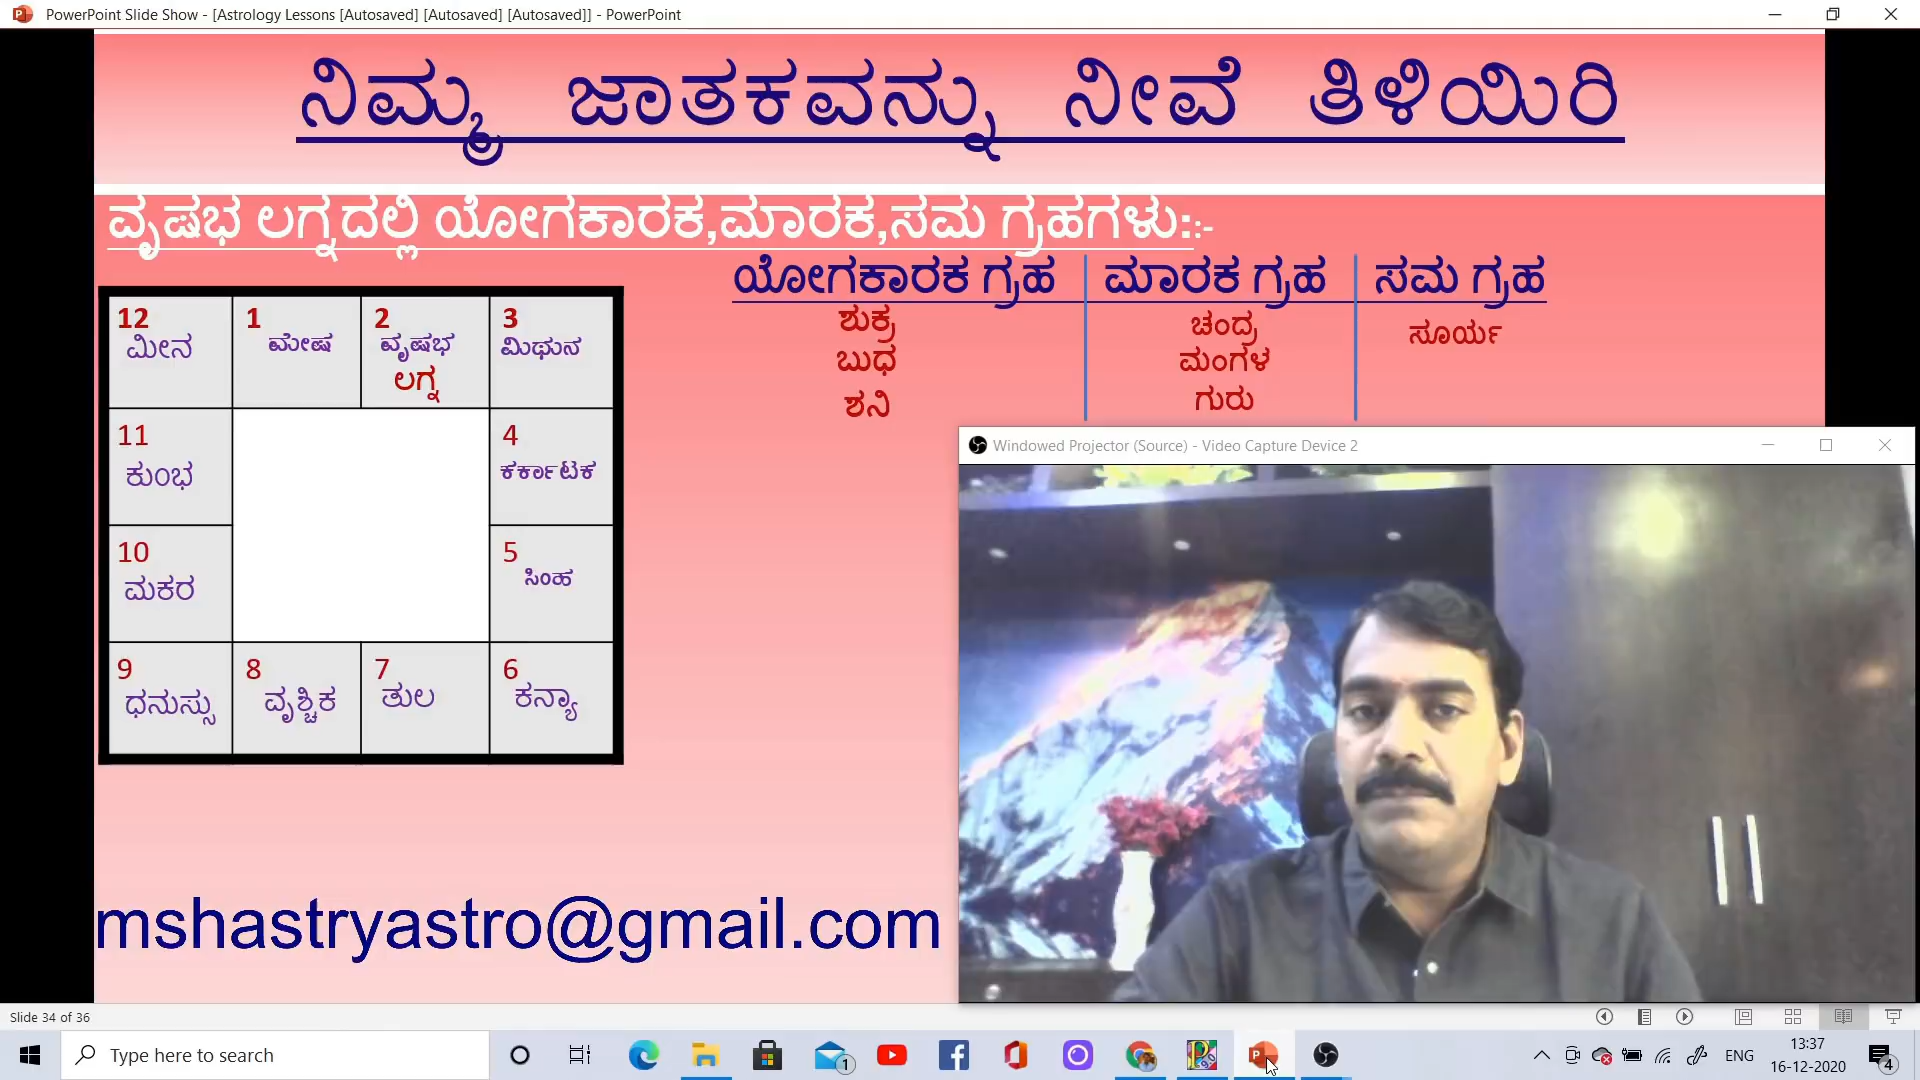 PowerPoint Slide Show - [Astrology Lessons [Autosaved] [Autosaved] [Autosaved]] - PowerPoint
ನಿಮ್ಮ ಜಾತಕವನ್ನು ನೀವೆ ತಿಳಿಯಿರಿ
ವೃಷಭ ಲಗ್ನದಲ್ಲಿ ಯೋಗಕಾರಕ,ಮಾರಕ,ಸಮ ಗ್ರಹಗಳು::-
ಯೋಗಕಾರಕ ಗ್ರಹ ಮಾರಕ ಗ್ರಹ ಸಮ ಗ್ರಹ
ಶುಕ್ರ ಚಂದ್ರ ಸೂರ್ಯ
ಬುಧ ಮಂಗಳ
ಶನಿ ಗುರು
12 1 2 3
ಮೀನ ಮೇಷ ವೃಷಭ ಮಿಥುನ
ಲಗ್ನ
11 4
ಕುಂಭ ಕರ್ಕಾಟಕ
10 5
ಮಕರ ಸಿಂಹ
9 8 7 6
ಧನುಸ್ಸು ವೃಶ್ಚಿಕ ತುಲ ಕನ್ಯಾ
Windowed Projector (Source) - Video Capture Device 2
mshastryastro@gmail.com
Slide 34 of 36
Type here to search
1
ENG
13:37
16-12-2020
4